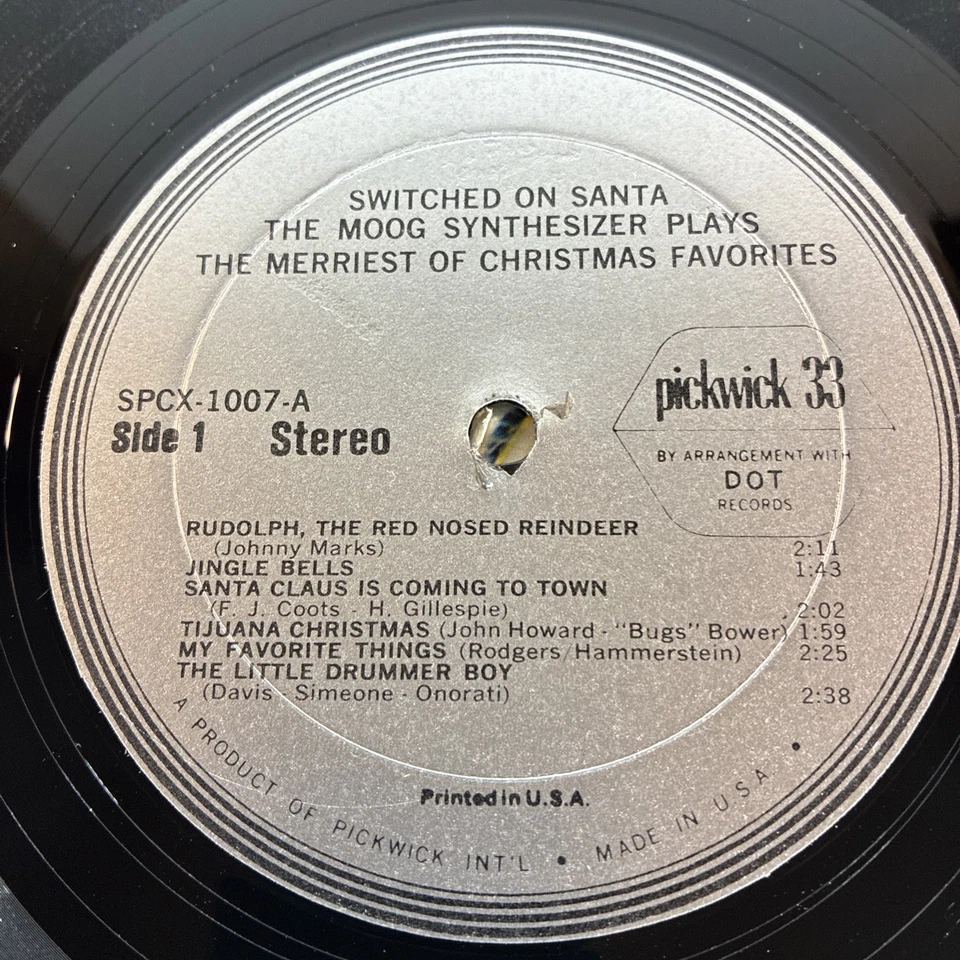 SWITCHED ON SANTA
THE MOOG SYNTHESIZER PLAYS
THE MERRIEST OF CHRISTMAS FAVORITES
pickwick 33
BY ARRANGEMENT WITH
DOT
RECORDS
SPCX-1007-A
Side 1 Stereo
RUDOLPH, THE RED NOSED REINDEER
(Johnny Marks) 2:11
JINGLE BELLS 1:43
SANTA CLAUS IS COMING TO TOWN
(F. J. Coots - H. Gillespie) 2:02
TIJUANA CHRISTMAS (John Howard - "Bugs" Bower) 1:59
MY FAVORITE THINGS (Rodgers/Hammerstein) 2:25
THE LITTLE DRUMMER BOY
(Davis - Simeone - Onorati) 2:38
Printed in U.S.A.
A PRODUCT OF PICKWICK INT'L • MADE IN USA •